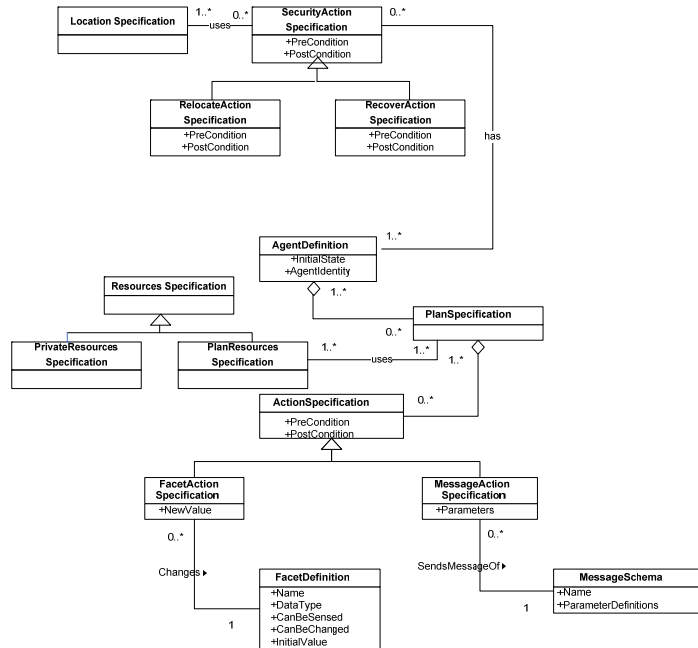 Location Specification
1..*
uses
0..*
SecurityAction
Specification
+PreCondition
+PostCondition
0..*
RelocateAction
Specification
+PreCondition
+PostCondition
RecoverAction
Specification
+PreCondition
+PostCondition
has
1..*
AgentDefinition
+InitialState
+AgentIdentity
1..*
Resources Specification
PlanSpecification
0..*
PrivateResources
Specification
PlanResources
Specification
1..*
uses
1..*
1..*
ActionSpecification
+PreCondition
+PostCondition
0..*
FacetAction
Specification
+NewValue
MessageAction
Specification
+Parameters
0..*
0..*
Changes
SendsMessageOf
FacetDefinition
+Name
+DataType
+CanBeSensed
+CanBeChanged
+InitialValue
1
MessageSchema
+Name
+ParameterDefinitions
1